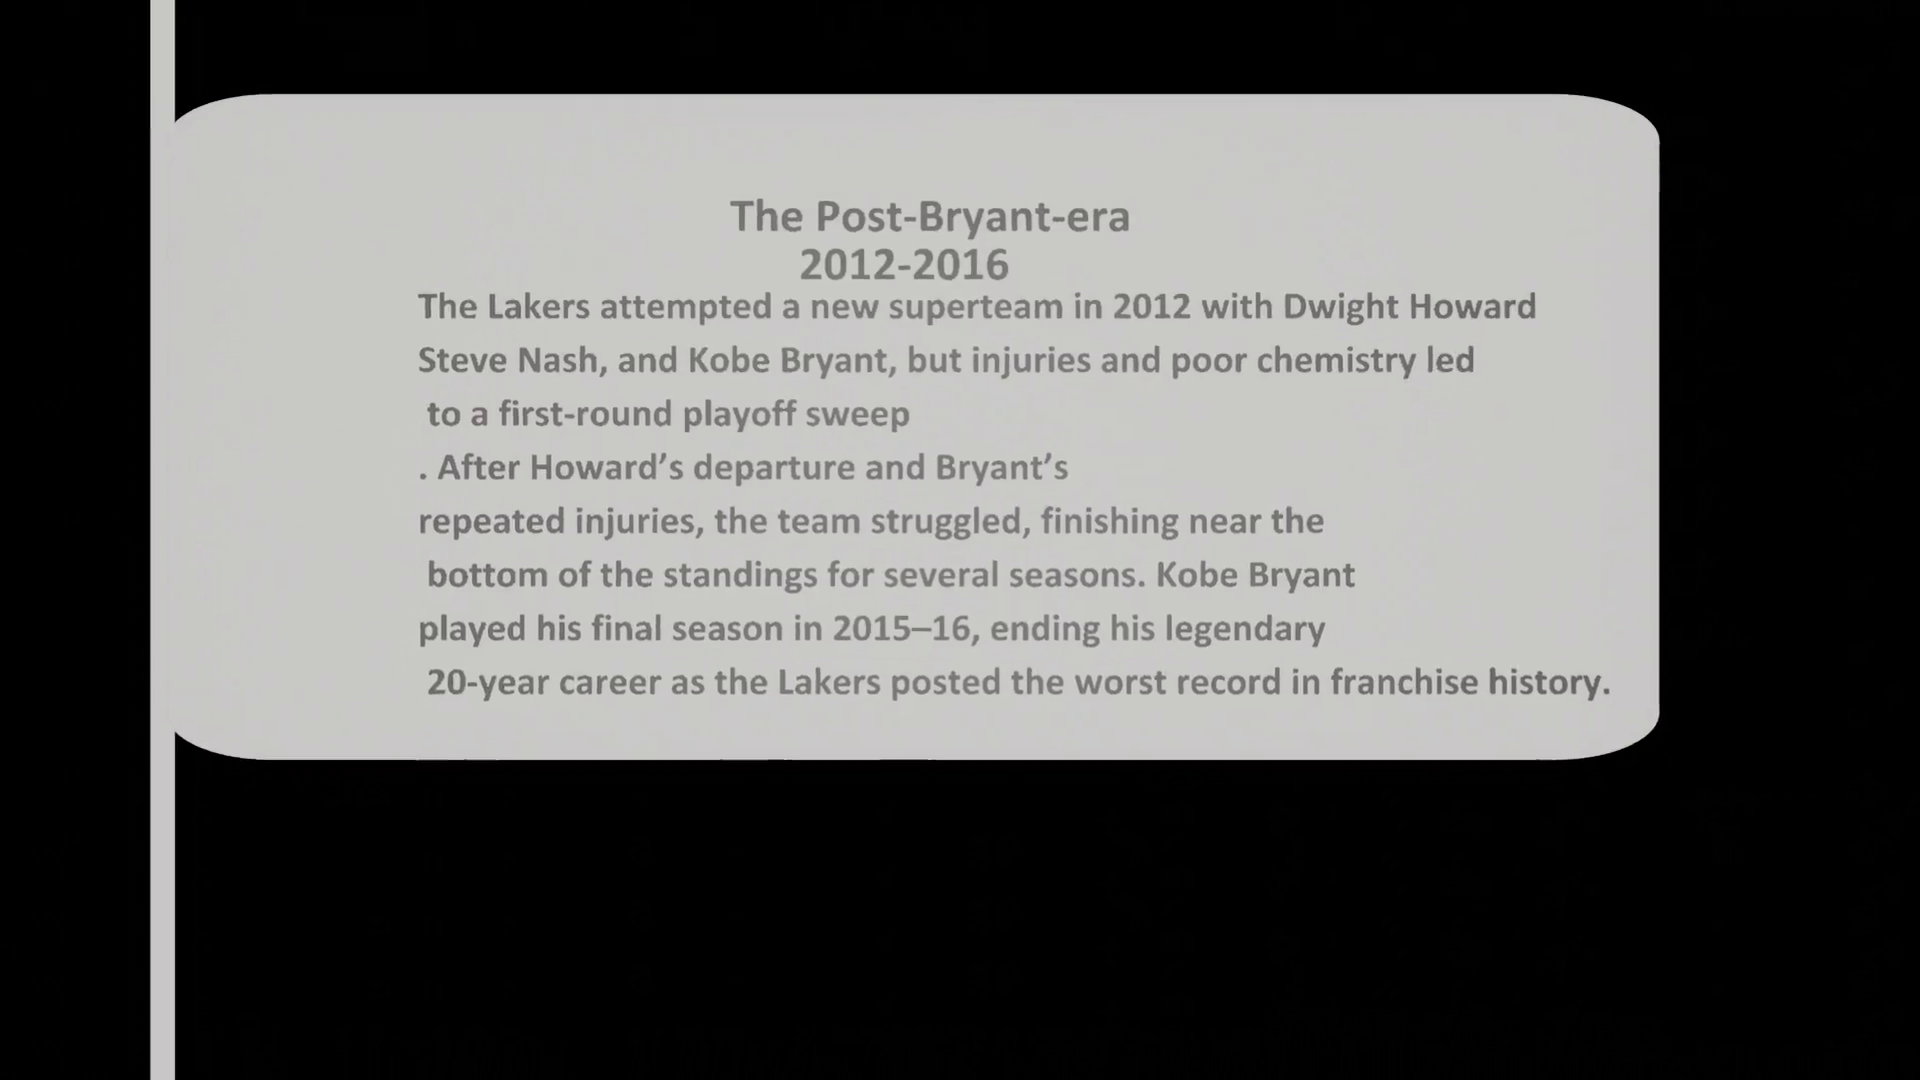 The Post-Bryant-era
2012-2016
The Lakers attempted a new superteam in 2012 with Dwight Howard
Steve Nash, and Kobe Bryant, but injuries and poor chemistry led
to a first-round playoff sweep
. After Howard’s departure and Bryant’s
repeated injuries, the team struggled, finishing near the
bottom of the standings for several seasons. Kobe Bryant
played his final season in 2015–16, ending his legendary
20-year career as the Lakers posted the worst record in franchise history.